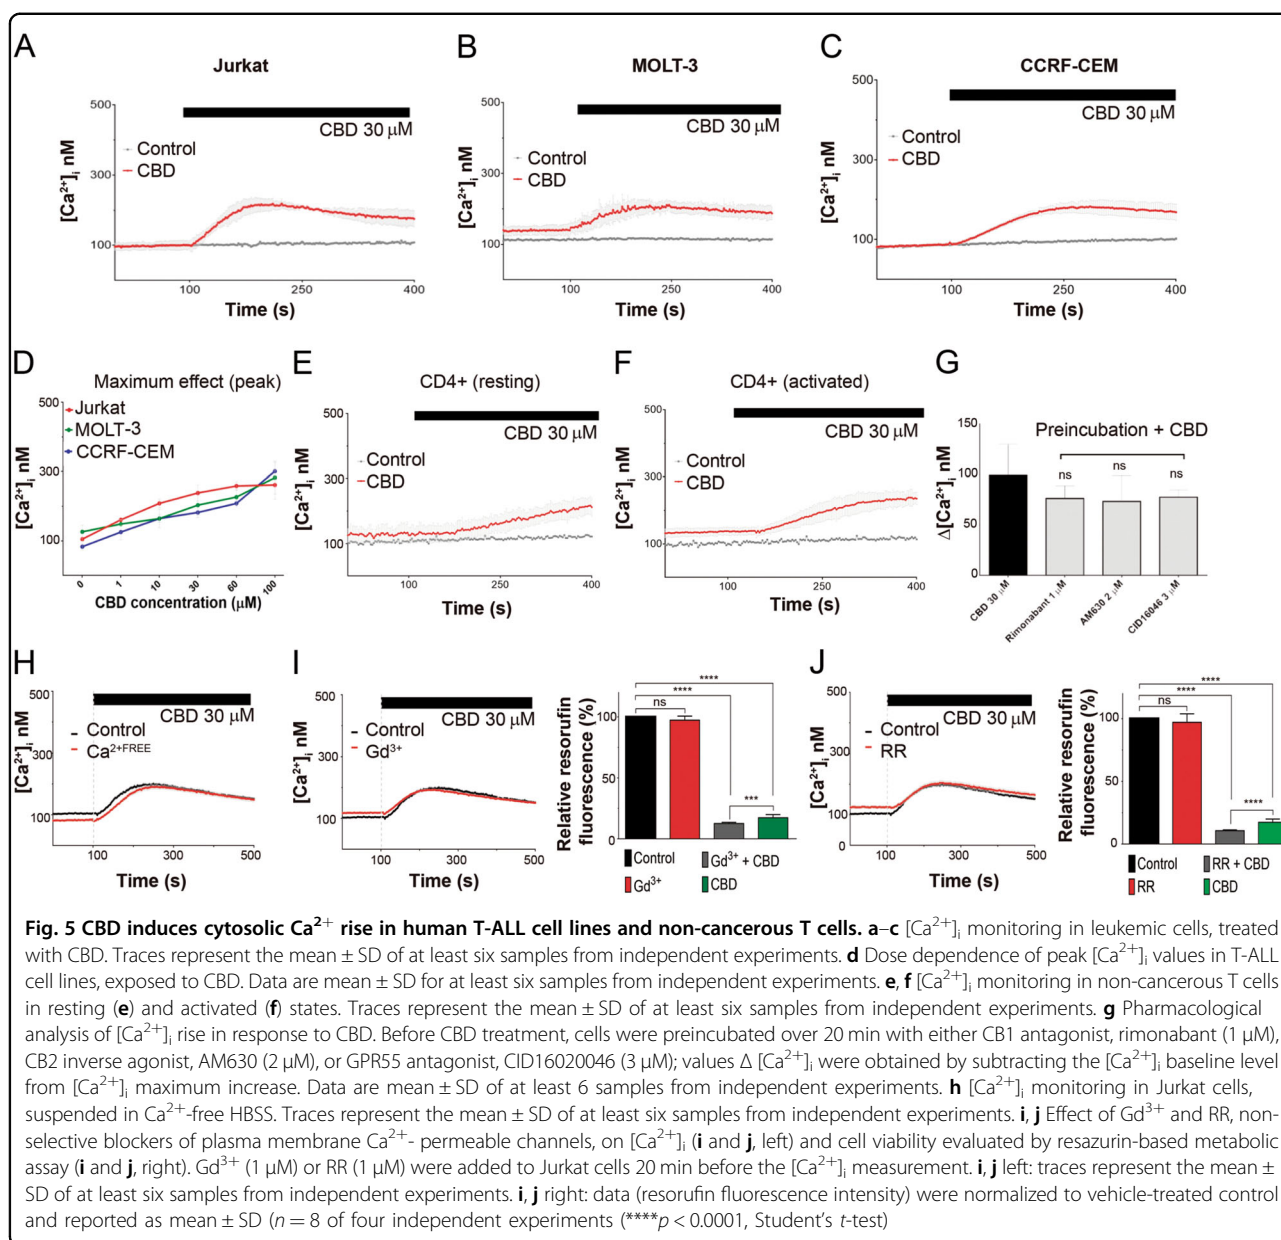 A
Jurkat
500
CBD 30 μM
Control
CBD
300
[Ca²⁺]ᵢ nM
100
100
250
400
Time (s)
B
MOLT-3
500
CBD 30 μM
Control
CBD
300
[Ca²⁺]ᵢ nM
100
100
250
400
Time (s)
C
CCRF-CEM
500
CBD 30 μM
Control
CBD
300
[Ca²⁺]ᵢ nM
100
100
250
400
Time (s)
D
Maximum effect (peak)
500
Jurkat
MOLT-3
CCRF-CEM
300
[Ca²⁺]ᵢ nM
100
0
1
10
30
60
100
CBD concentration (μM)
E
CD4+ (resting)
500
CBD 30 μM
Control
CBD
300
[Ca²⁺]ᵢ nM
100
100
250
400
Time (s)
F
CD4+ (activated)
500
CBD 30 μM
Control
CBD
300
[Ca²⁺]ᵢ nM
100
100
250
400
Time (s)
G
Preincubation + CBD
150
100
50
0
Δ[Ca²⁺]ᵢ nM
ns
ns
ns
CBD 30 μM
Rimonabant 1 μM
AM630 2 μM
CID16046 3 μM
H
500
CBD 30 μM
Control
Ca²⁺FREE
300
[Ca²⁺]ᵢ nM
100
100
300
500
Time (s)
I
500
CBD 30 μM
Control
Gd³⁺
300
[Ca²⁺]ᵢ nM
100
100
300
500
Time (s)
Relative resorufin
fluorescence (%)
100
50
0
****
****
ns
***
Control
Gd³⁺ + CBD
Gd³⁺
CBD
J
500
CBD 30 μM
Control
RR
300
[Ca²⁺]ᵢ nM
100
100
300
500
Time (s)
Relative resorufin
fluorescence (%)
100
50
0
****
****
ns
****
Control
RR + CBD
RR
CBD
Fig. 5 CBD induces cytosolic Ca²⁺ rise in human T-ALL cell lines and non-cancerous T cells. a–c [Ca²⁺]ᵢ monitoring in leukemic cells, treated
with CBD. Traces represent the mean ± SD of at least six samples from independent experiments. d Dose dependence of peak [Ca²⁺]ᵢ values in T-ALL
cell lines, exposed to CBD. Data are mean ± SD for at least six samples from independent experiments. e, f [Ca²⁺]ᵢ monitoring in non-cancerous T cells
in resting (e) and activated (f) states. Traces represent the mean ± SD of at least six samples from independent experiments. g Pharmacological
analysis of [Ca²⁺]ᵢ rise in response to CBD. Before CBD treatment, cells were preincubated over 20 min with either CB1 antagonist, rimonabant (1 μM),
CB2 inverse agonist, AM630 (2 μM), or GPR55 antagonist, CID16020046 (3 μM); values Δ [Ca²⁺]ᵢ were obtained by subtracting the [Ca²⁺]ᵢ baseline level
from [Ca²⁺]ᵢ maximum increase. Data are mean ± SD of at least 6 samples from independent experiments. h [Ca²⁺]ᵢ monitoring in Jurkat cells,
suspended in Ca²⁺-free HBSS. Traces represent the mean ± SD of at least six samples from independent experiments. i, j Effect of Gd³⁺ and RR, non-
selective blockers of plasma membrane Ca²⁺- permeable channels, on [Ca²⁺]ᵢ (i and j, left) and cell viability evaluated by resazurin-based metabolic
assay (i and j, right). Gd³⁺ (1 μM) or RR (1 μM) were added to Jurkat cells 20 min before the [Ca²⁺]ᵢ measurement. i, j left: traces represent the mean ±
SD of at least six samples from independent experiments. i, j right: data (resorufin fluorescence intensity) were normalized to vehicle-treated control
and reported as mean ± SD (n = 8 of four independent experiments (****p < 0.0001, Student's t-test)